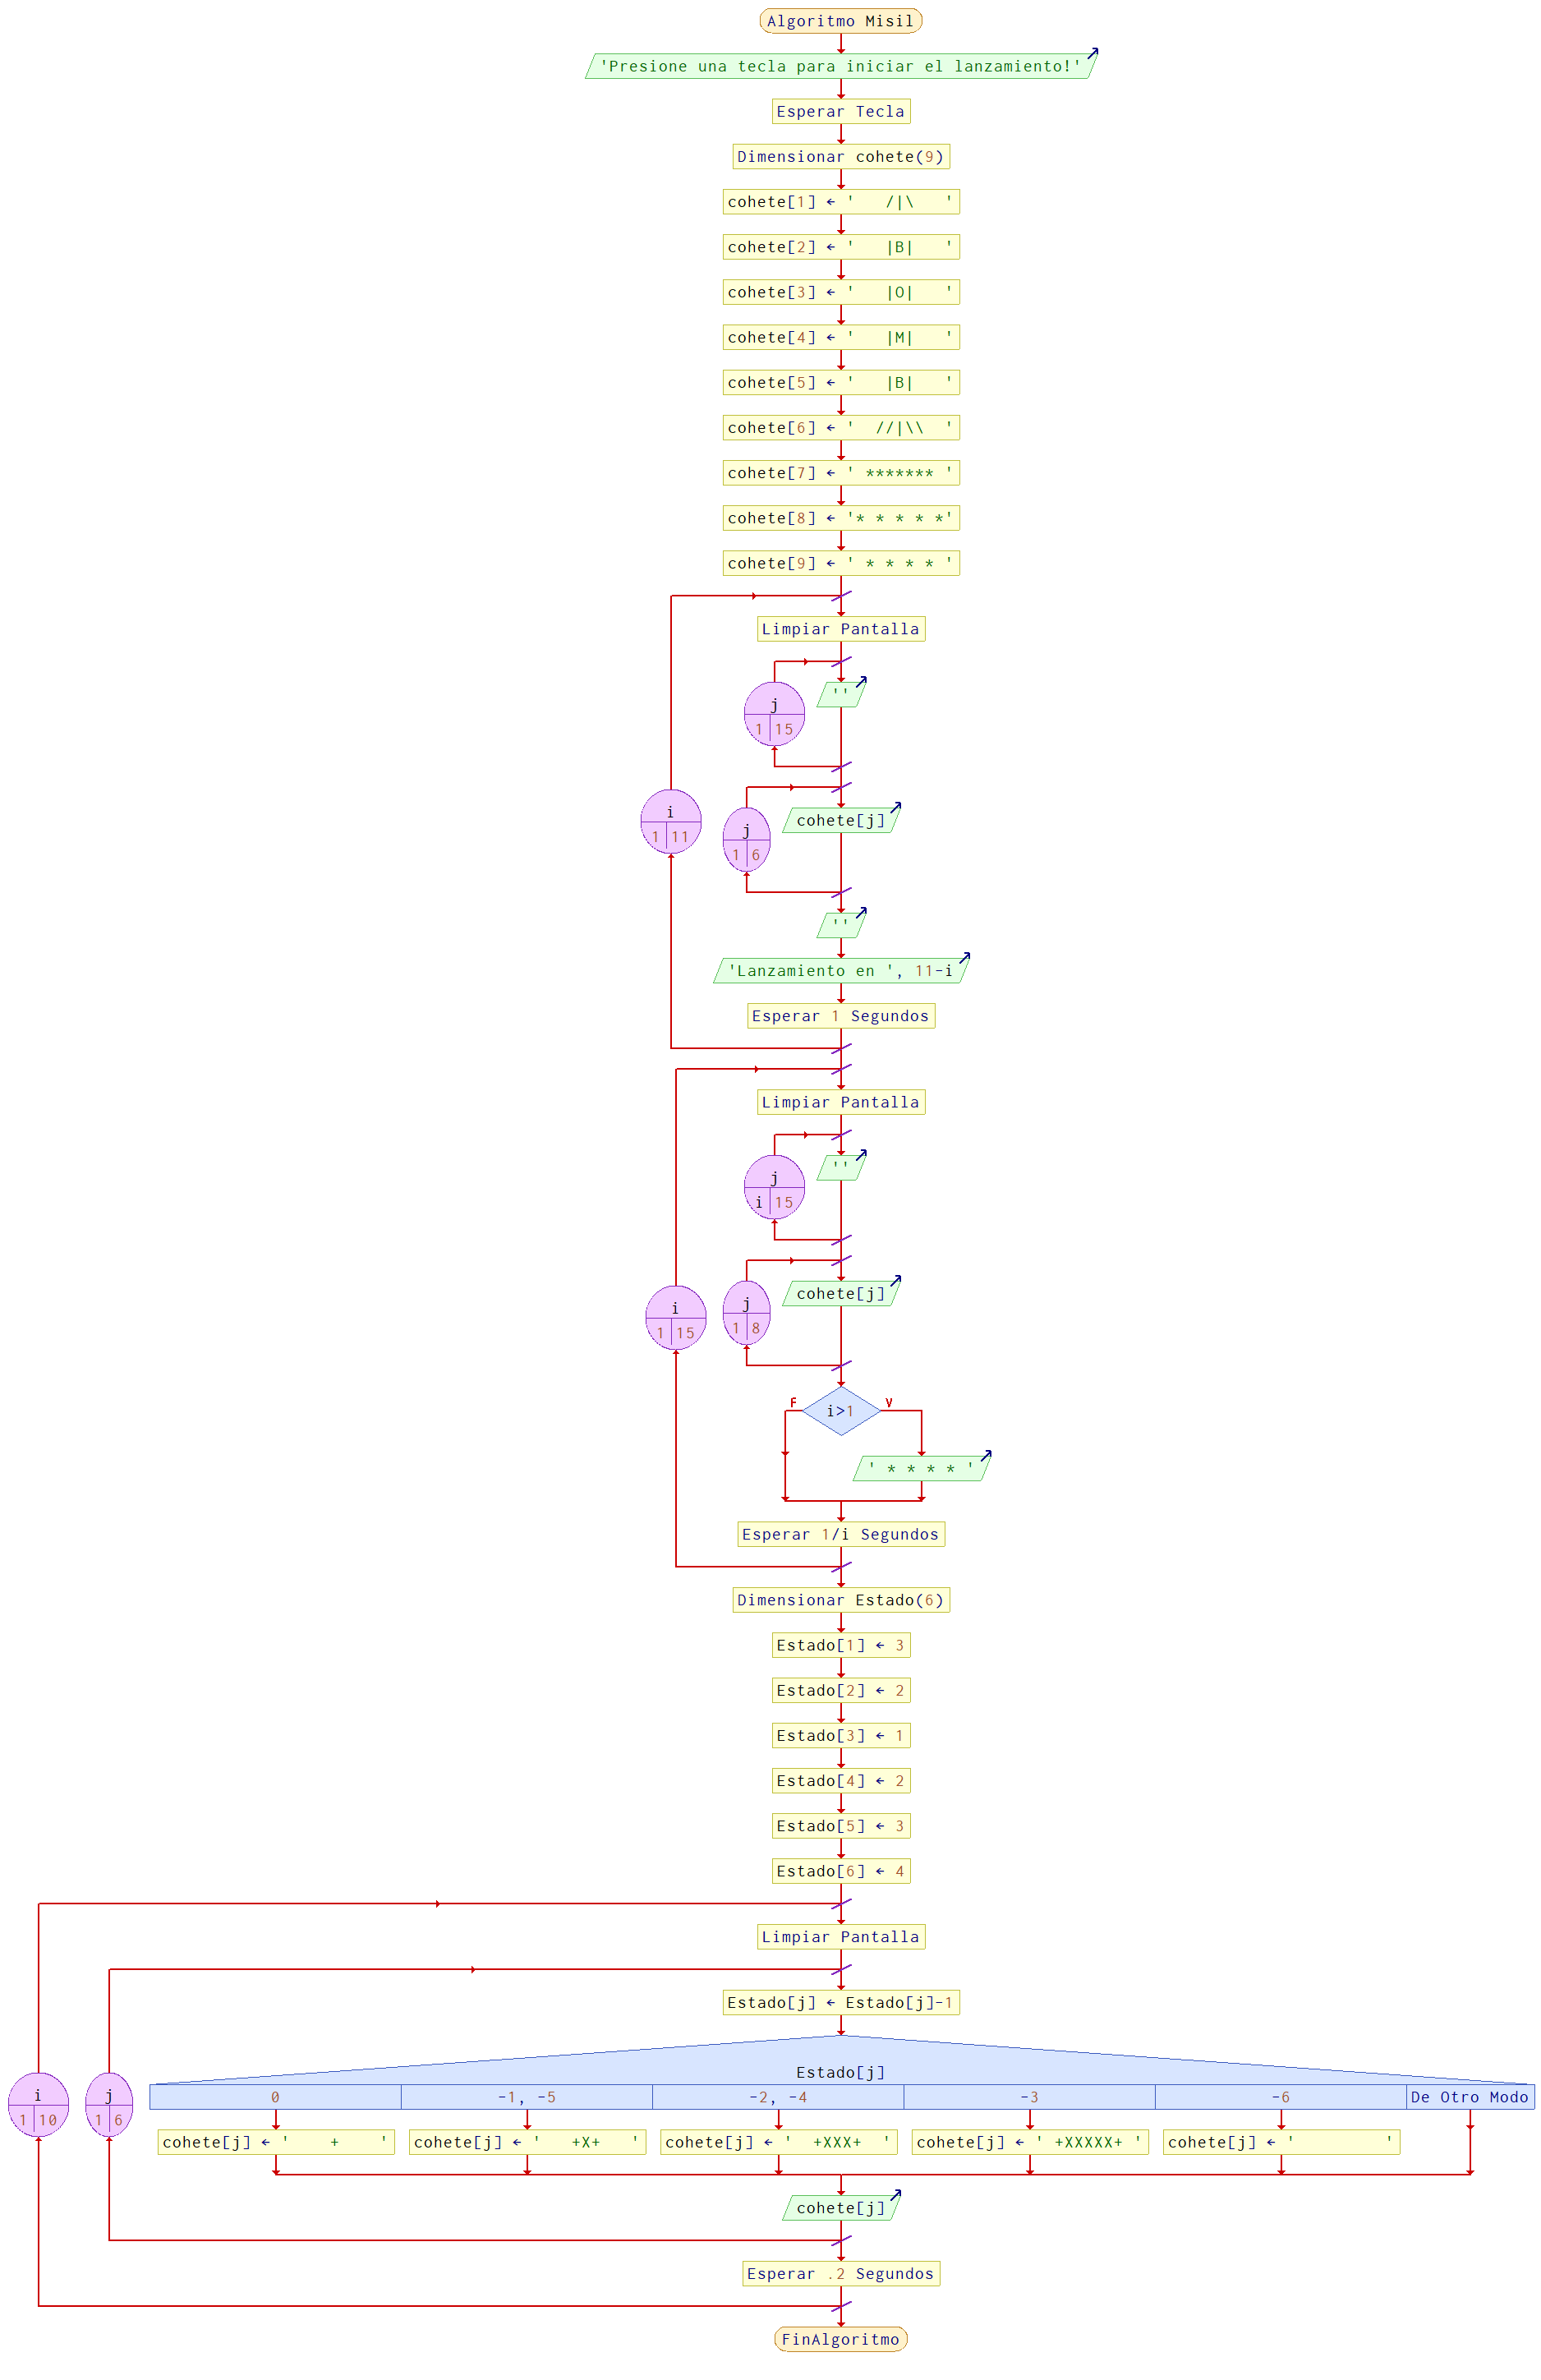 Algoritmo Misil
'Presione una tecla para iniciar el lanzamiento!'
Esperar Tecla
Dimensionar cohete(9)
cohete[1] ← '   /|\   '
cohete[2] ← '   |B|   '
cohete[3] ← '   |O|   '
cohete[4] ← '   |M|   '
cohete[5] ← '   |B|   '
cohete[6] ← '  //|\\  '
cohete[7] ← ' ******* '
cohete[8] ← '* * * * *'
cohete[9] ← ' * * * * '
Limpiar Pantalla
''
j
1 15
i
1 11
cohete[j]
j
1 6
''
'Lanzamiento en ', 11-i
Esperar 1 Segundos
Limpiar Pantalla
''
j
i 15
cohete[j]
i
1 15
j
1 8
F V
i>1
' * * * * '
Esperar 1/i Segundos
Dimensionar Estado(6)
Estado[1] ← 3
Estado[2] ← 2
Estado[3] ← 1
Estado[4] ← 2
Estado[5] ← 3
Estado[6] ← 4
Limpiar Pantalla
Estado[j] ← Estado[j]-1
Estado[j]
i
1 10
j
1 6
0 -1, -5 -2, -4 -3 -6 De Otro Modo
cohete[j] ← '    +    ' cohete[j] ← '   +X+   ' cohete[j] ← '  +XXX+  ' cohete[j] ← ' +XXXXX+ ' cohete[j] ← '         '
cohete[j]
Esperar .2 Segundos
FinAlgoritmo